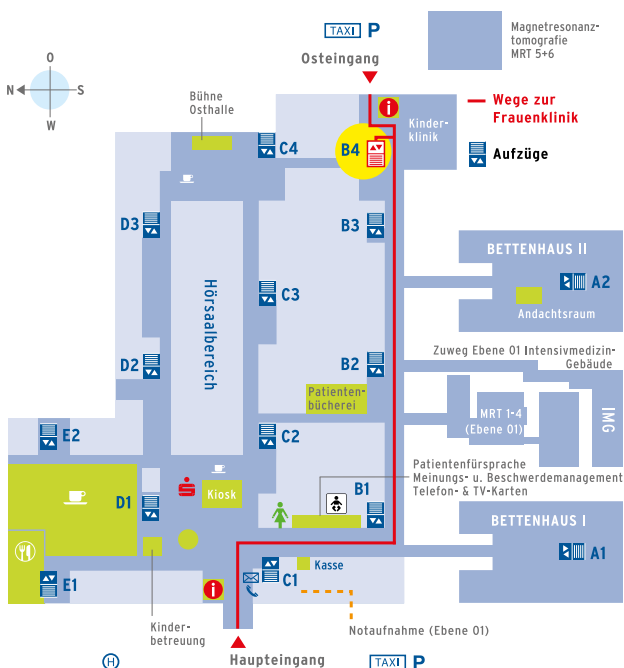 TAXI P
Osteingang
Magnetresonanz-
tomografie
MRT 5+6
O
N
S
W
Bühne
Osthalle
i
Kinder-
klinik
Wege zur
Frauenklinik
Aufzüge
C4
B4
D3
B3
BETTENHAUS II
A2
Andachtsraum
Hörsaalbereich
C3
D2
B2
Zuweg Ebene 01 Intensivmedizin-
Gebäude
Patienten-
bücherei
MRT 1-4
(Ebene 01)
IMG
E2
C2
Patientenfürsprache
Meinungs- u. Beschwerdemanagement
Telefon- & TV-Karten
Kiosk
D1
B1
BETTENHAUS I
A1
E1
i
C1
Kasse
Kinder-
betreuung
Notaufnahme (Ebene 01)
H
Haupteingang
TAXI P